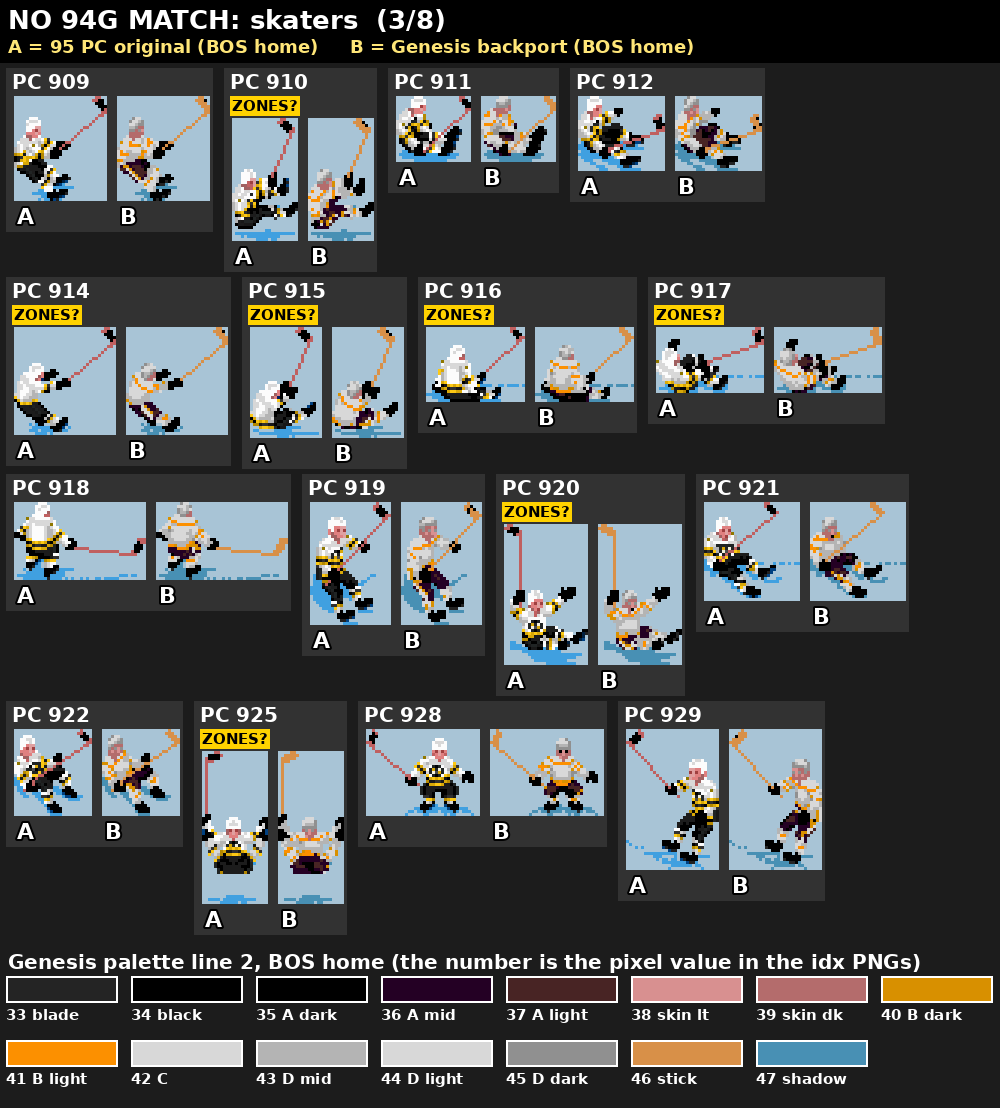 NO 94G MATCH: skaters (3/8)
A = 95 PC original (BOS home) B = Genesis backport (BOS home)
PC 909 PC 910 PC 911 PC 912
ZONES?
A B A B A B A B
PC 914 PC 915 PC 916 PC 917
ZONES? ZONES? ZONES? ZONES?
A B A B A B A B
PC 918 PC 919 PC 920 PC 921
ZONES?
A B A B A B A B
PC 922 PC 925 PC 928 PC 929
ZONES?
A B A B A B A B
Genesis palette line 2, BOS home (the number is the pixel value in the idx PNGs)
33 blade 34 black 35 A dark 36 A mid 37 A light 38 skin lt 39 skin dk 40 B dark
41 B light 42 C 43 D mid 44 D light 45 D dark 46 stick 47 shadow